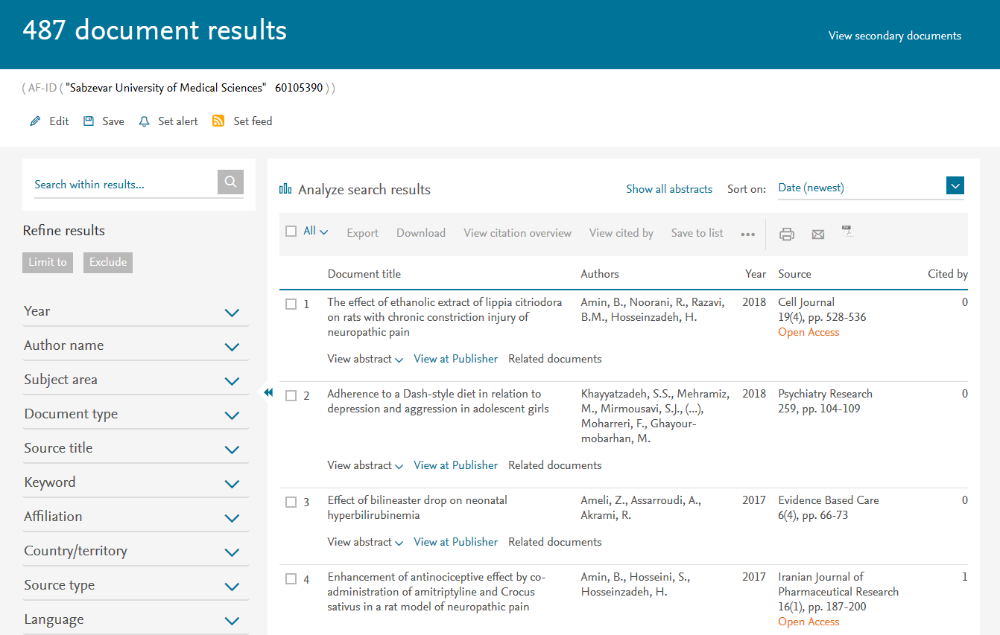 487 document results
View secondary documents
( AF-ID ( "Sabzevar University of Medical Sciences" 60105390 ) )
Edit Save Set alert Set feed
Search within results...
Refine results
Limit to Exclude
Year
Author name
Subject area
Document type
Source title
Keyword
Affiliation
Country/territory
Source type
Language
Analyze search results Show all abstracts Sort on: Date (newest)
All Export Download View citation overview View cited by Save to list •••
Document title Authors Year Source Cited by
1 The effect of ethanolic extract of lippia citriodora Amin, B., Noorani, R., Razavi, 2018 Cell Journal 0
on rats with chronic constriction injury of B.M., Hosseinzadeh, H. 19(4), pp. 528-536
neuropathic pain Open Access
View abstract View at Publisher Related documents
2 Adherence to a Dash-style diet in relation to Khayyatzadeh, S.S., Mehramiz, 2018 Psychiatry Research 0
depression and aggression in adolescent girls M., Mirmousavi, S.J., (...), 259, pp. 104-109
Moharreri, F., Ghayour-
mobarhan, M.
View abstract View at Publisher Related documents
3 Effect of bilineaster drop on neonatal Ameli, Z., Assarroudi, A., 2017 Evidence Based Care 0
hyperbilirubinemia Akrami, R. 6(4), pp. 66-73
View abstract View at Publisher Related documents
4 Enhancement of antinociceptive effect by co- Amin, B., Hosseini, S., 2017 Iranian Journal of 1
administration of amitriptyline and Crocus Hosseinzadeh, H. Pharmaceutical Research
sativus in a rat model of neuropathic pain 16(1), pp. 187-200
Open Access